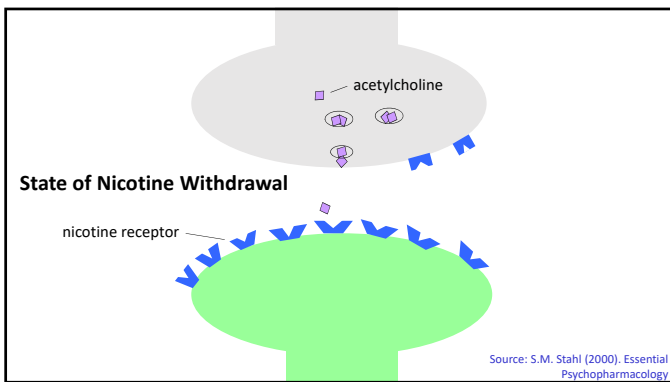 acetylcholine
State of Nicotine Withdrawal
nicotine receptor
Source: S.M. Stahl (2000). Essential
Psychopharmacology